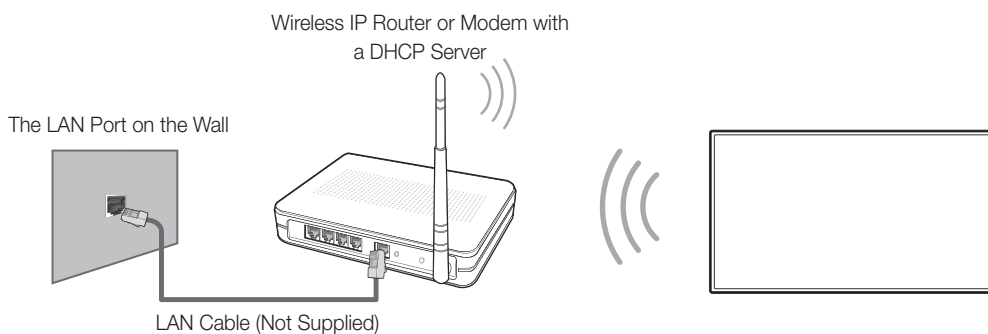 Wireless IP Router or Modem with
a DHCP Server
The LAN Port on the Wall
LAN Cable (Not Supplied)